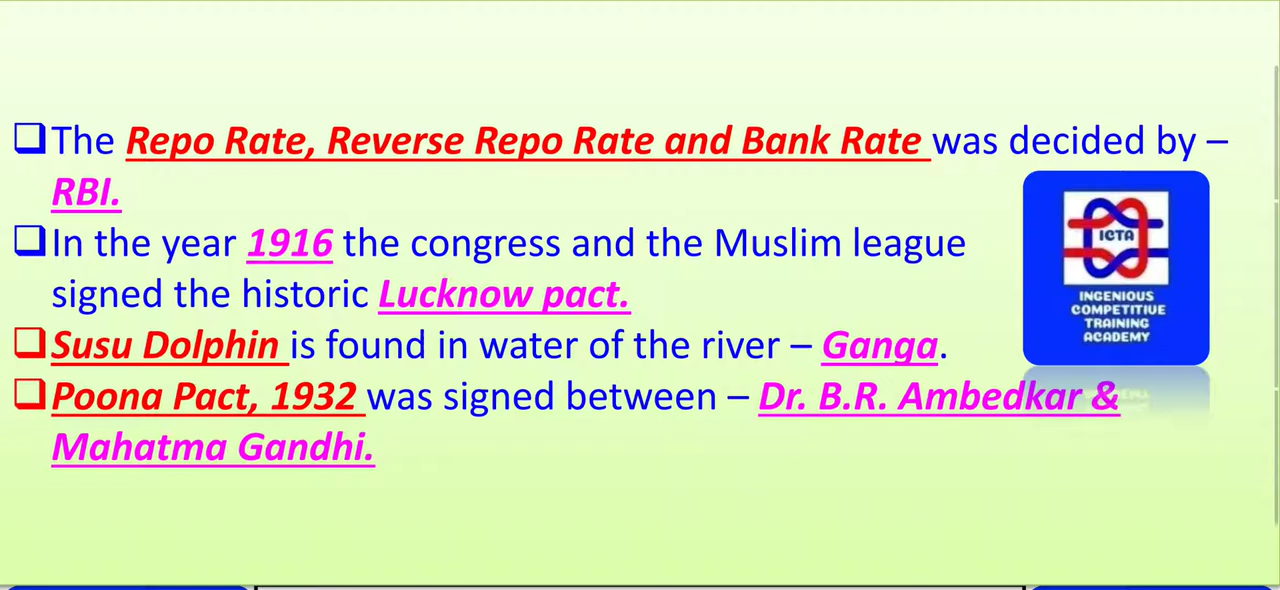 ❑The Repo Rate, Reverse Repo Rate and Bank Rate was decided by –
RBI.
❑In the year 1916 the congress and the Muslim league
signed the historic Lucknow pact.
❑Susu Dolphin is found in water of the river – Ganga.
❑Poona Pact, 1932 was signed between – Dr. B.R. Ambedkar &
Mahatma Gandhi.
ICTA
INGENIOUS
COMPETITIVE
TRAINING
ACADEMY